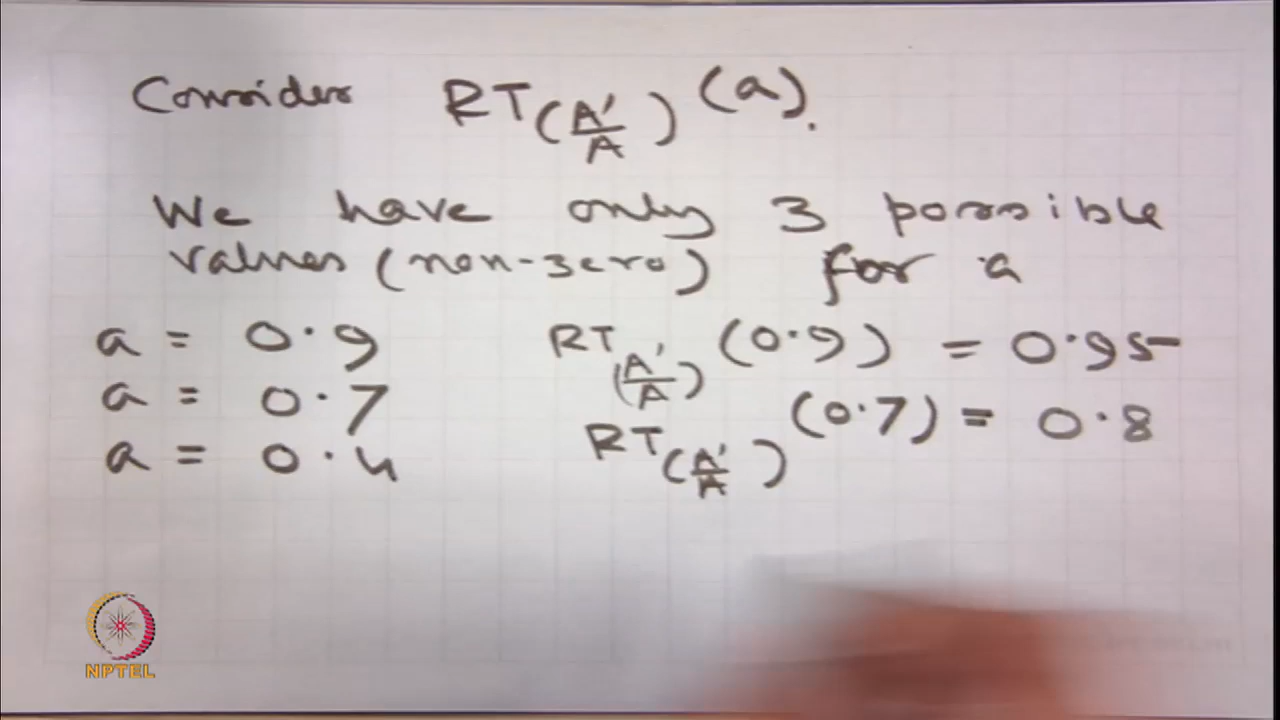 Consider RT(A'/A) (a).
We have only 3 possible
values (non-zero) for a
a = 0.9 RT(A'/A) (0.9) = 0.95
a = 0.7 RT(A'/A) (0.7) = 0.8
a = 0.4
NPTEL